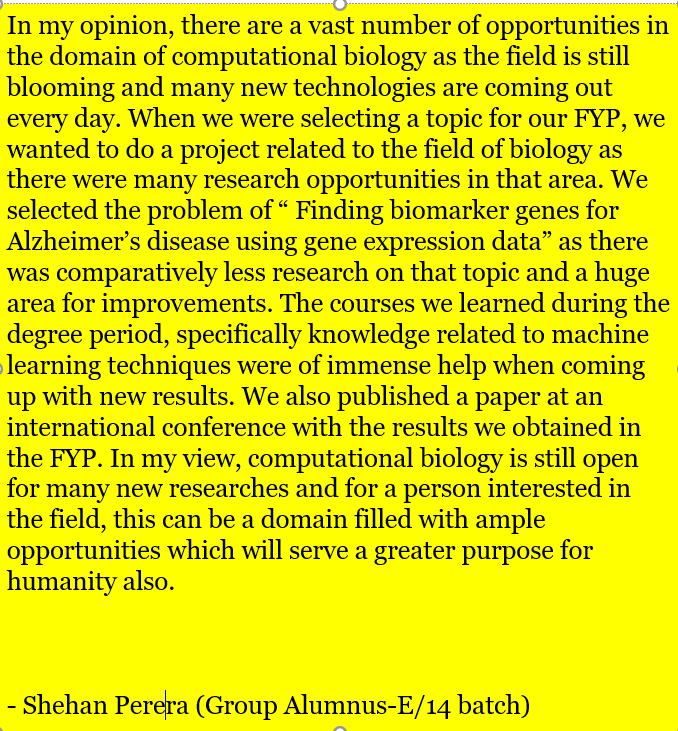 In my opinion, there are a vast number of opportunities in
the domain of computational biology as the field is still
blooming and many new technologies are coming out
every day. When we were selecting a topic for our FYP, we
wanted to do a project related to the field of biology as
there were many research opportunities in that area. We
selected the problem of “ Finding biomarker genes for
Alzheimer’s disease using gene expression data” as there
was comparatively less research on that topic and a huge
area for improvements. The courses we learned during the
degree period, specifically knowledge related to machine
learning techniques were of immense help when coming
up with new results. We also published a paper at an
international conference with the results we obtained in
the FYP. In my view, computational biology is still open
for many new researches and for a person interested in
the field, this can be a domain filled with ample
opportunities which will serve a greater purpose for
humanity also.
- Shehan Perera (Group Alumnus-E/14 batch)